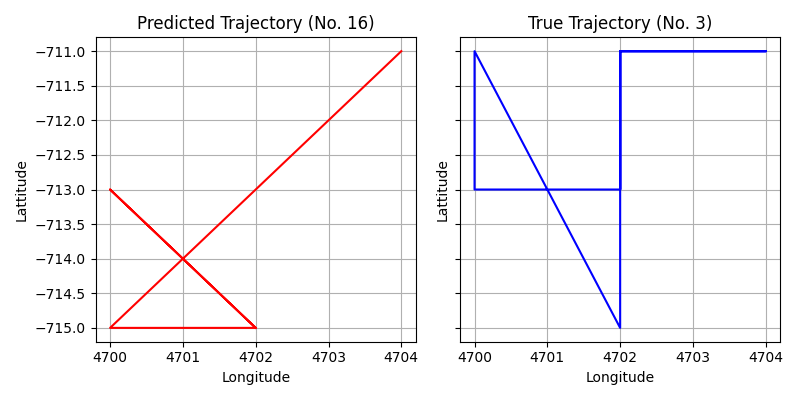 Predicted Trajectory (No. 16)
−711.0
−711.5
−712.0
−712.5
−713.0
−713.5
−714.0
−714.5
−715.0
Lattitude
4700 4701 4702 4703 4704
Longitude
True Trajectory (No. 3)
Lattitude
4700 4701 4702 4703 4704
Longitude